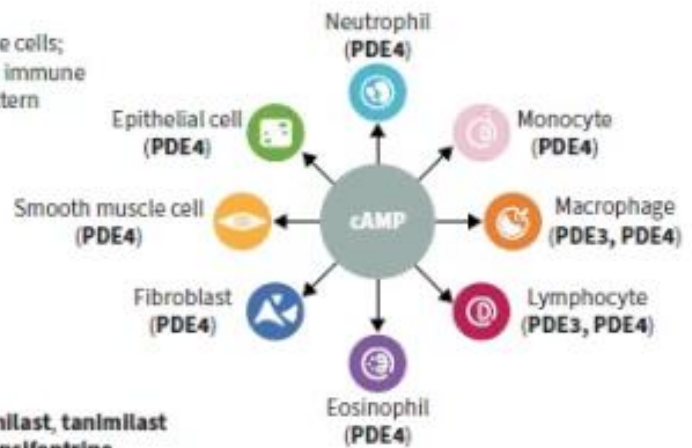 e cells;
immune
tern
Neutrophil
(PDE4)
Epithelial cell
(PDE4)
Monocyte
(PDE4)
Smooth muscle cell
(PDE4)
cAMP
Macrophage
(PDE3, PDE4)
Fibroblast
(PDE4)
Lymphocyte
(PDE3, PDE4)
Eosinophil
(PDE4)
nilast, tanimilast